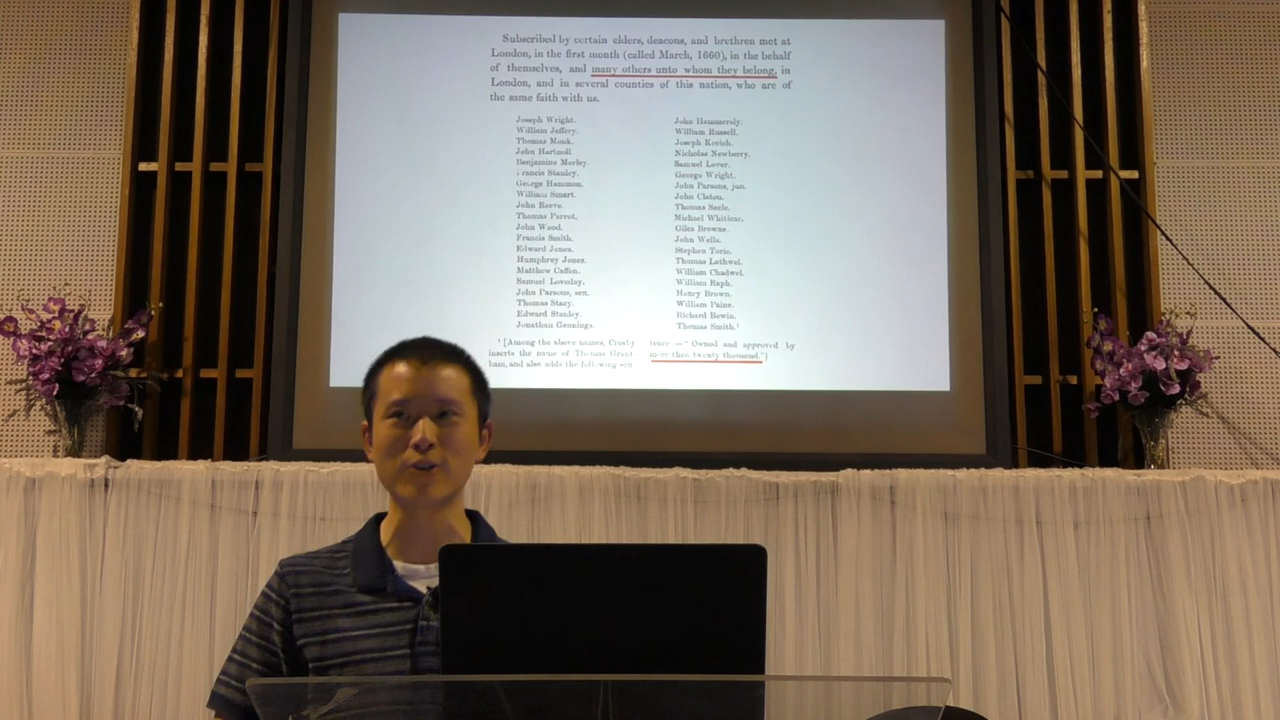 Subscribed by certain elders, deacons, and brethren met at
London, in the first month (called March, 1660), in the behalf
of themselves, and many others unto whom they belong, in
London, and in several counties of this nation, who are of
the same faith with us.
Joseph Wright.
William Jeffery.
Thomas Monk.
John Hartnoll.
Benjamine Morley.
Francis Stanley.
George Hammon.
William Smart.
John Reeve.
Thomas Parrot.
John Wood.
Francis Smith.
Edward Jones.
Humphrey Jones.
Matthew Caffen.
Samuel Loveday.
John Parsons, sen.
Thomas Stacy.
Edward Stanley.
Jonathan Gennings.
John Hammersly.
William Russell.
Joseph Keeich.
Nicholas Newberry.
Samuel Lover.
George Wright.
John Parsons, jun.
John Claton.
Thomas Seele.
Michael Whiticar.
Giles Browne.
John Wells.
Stephen Torie.
Thomas Lathwel.
William Chadwel.
William Raph.
Henry Brown.
William Paine.
Richard Bowin.
Thomas Smith.¹
¹ [Among the above names, Crosby
inserts the name of Thomas Grant-
ham, and also adds the following sen-
tence.—" Owned and approved by
more than twenty thousand."]